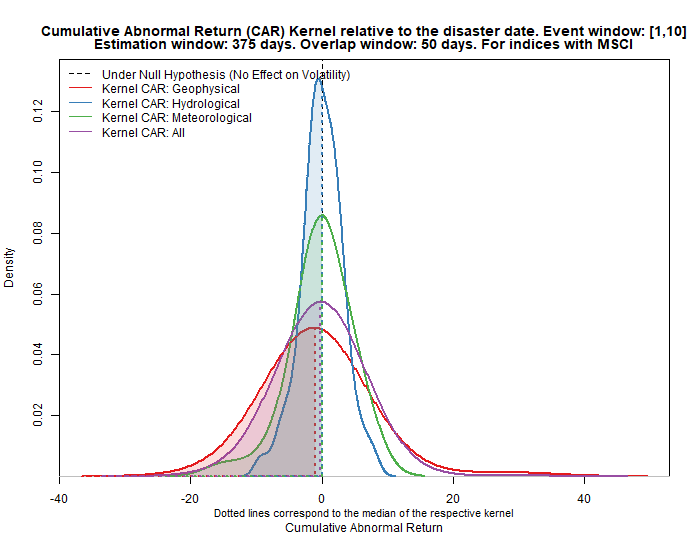 Cumulative Abnormal Return (CAR) Kernel relative to the disaster date. Event window: [1,10]
Estimation window: 375 days. Overlap window: 50 days. For indices with MSCI
Under Null Hypothesis (No Effect on Volatility)
Kernel CAR: Geophysical
Kernel CAR: Hydrological
Kernel CAR: Meteorological
Kernel CAR: All
Density
0.12
0.10
0.08
0.06
0.04
0.02
-40 -20 0 20 40
Dotted lines correspond to the median of the respective kernel
Cumulative Abnormal Return